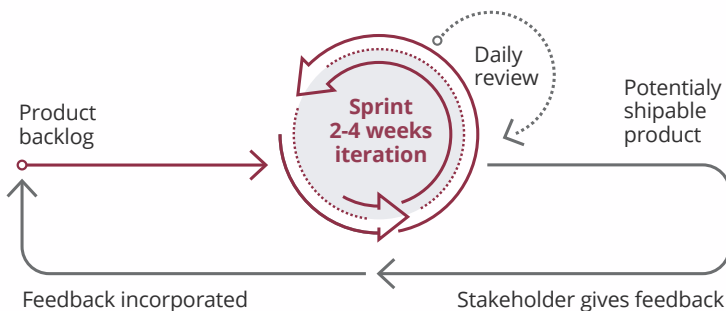 Product
backlog
Sprint
2-4 weeks
iteration
Daily
review
Potentialy
shipable
product
Feedback incorporated
Stakeholder gives feedback